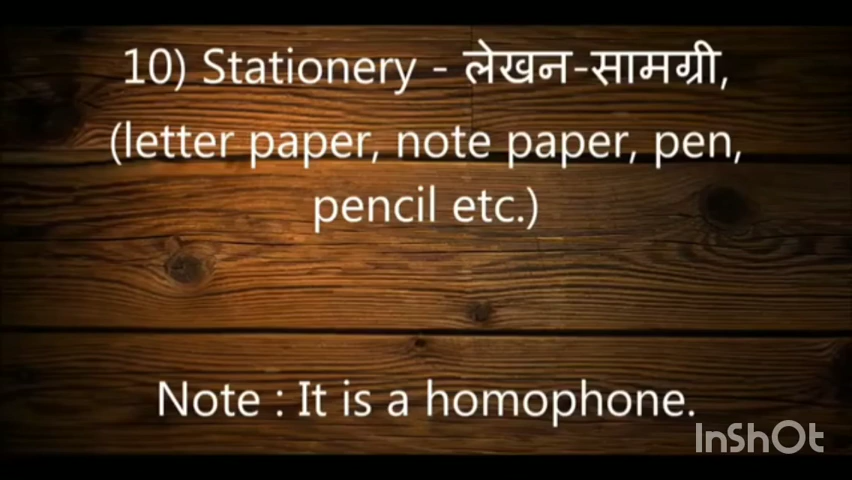 10) Stationery - लेखन-सामग्री,
(letter paper, note paper, pen,
pencil etc.)
Note : It is a homophone.
InShOt